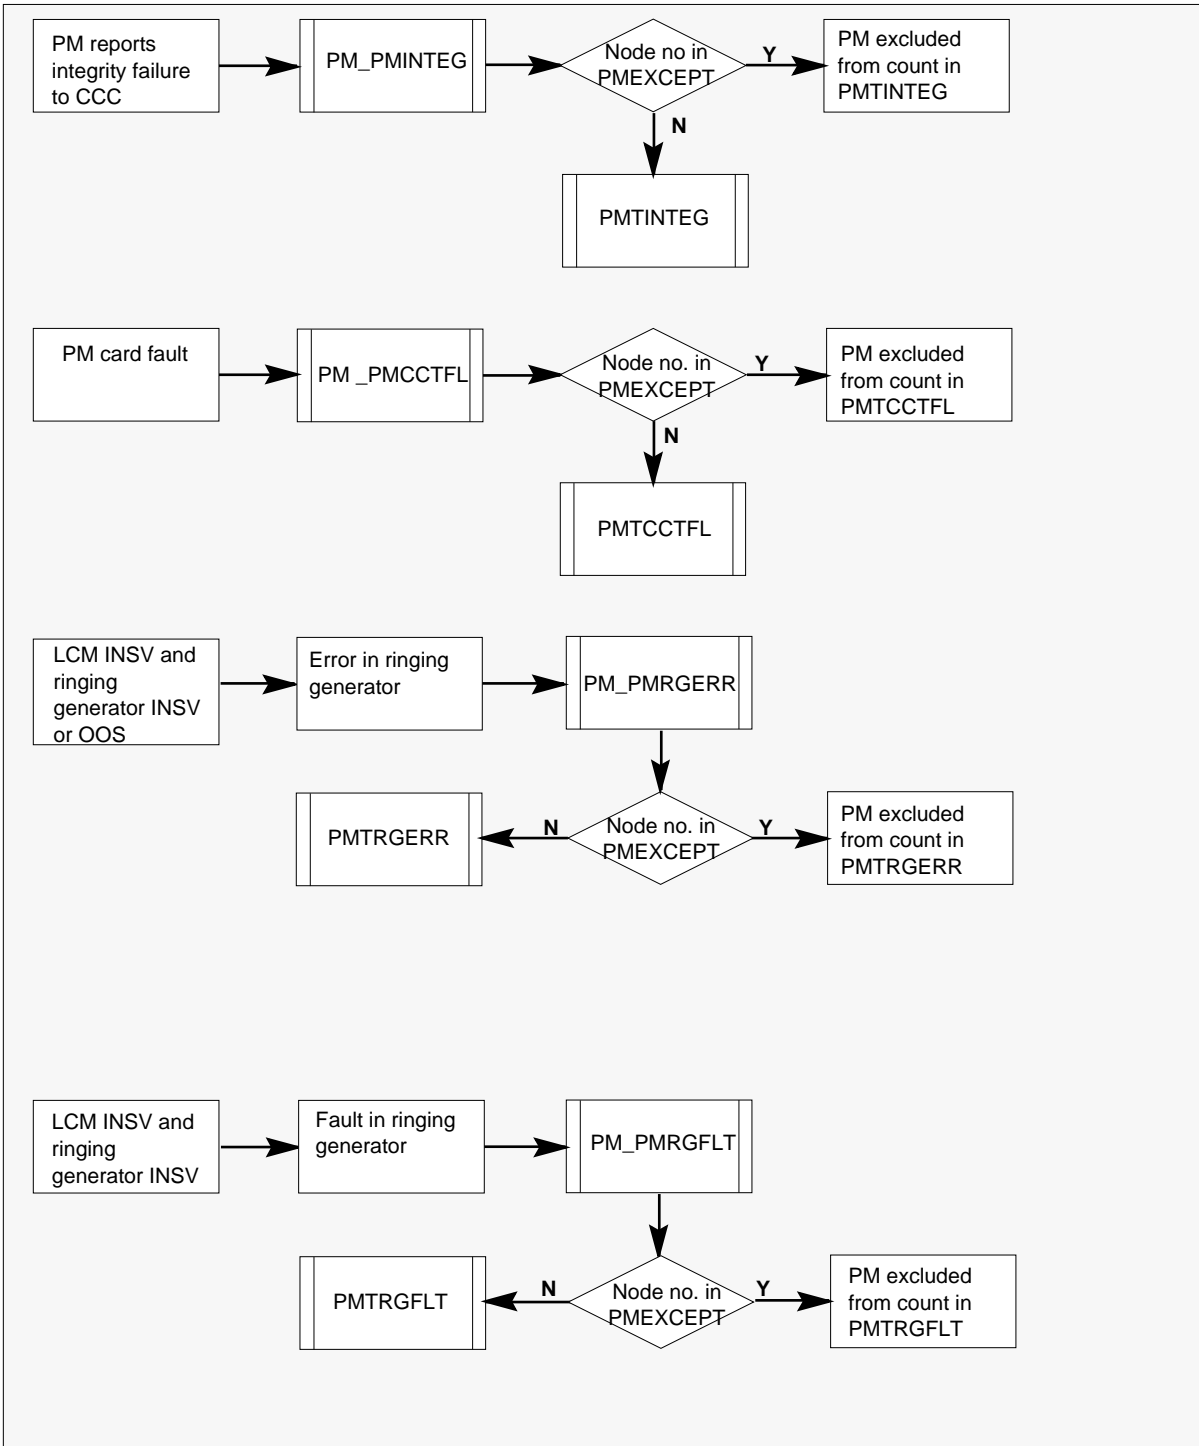 PM reports
integrity failure
to CCC
PM_PMINTEG
Node no in
PMEXCEPT
Y
PM excluded
from count in
PMTINTEG
N
PMTINTEG
PM card fault
PM _PMCCTFL
Node no. in
PMEXCEPT
Y
PM excluded
from count in
PMTCCTFL
N
PMTCCTFL
LCM INSV and
ringing
generator INSV
or OOS
Error in ringing
generator
PM_PMRGERR
PMTRGERR
N
Node no. in
PMEXCEPT
Y
PM excluded
from count in
PMTRGERR
LCM INSV and
ringing
generator INSV
Fault in ringing
generator
PM_PMRGFLT
PMTRGFLT
N
Node no. in
PMEXCEPT
Y
PM excluded
from count in
PMTRGFLT